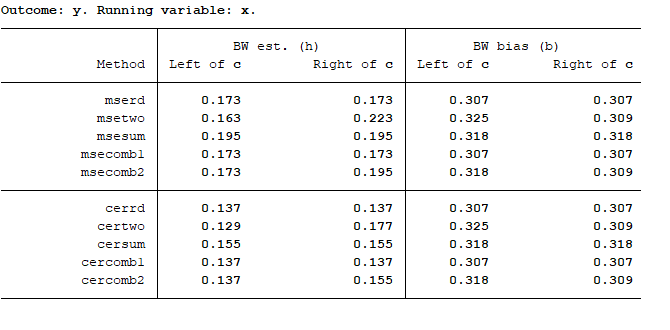 Outcome: y. Running variable: x.
BW est. (h) BW bias (b)
Method Left of c Right of c Left of c Right of c
mserd 0.173 0.173 0.307 0.307
msetwo 0.163 0.223 0.325 0.309
msesum 0.195 0.195 0.318 0.318
msecomb1 0.173 0.173 0.307 0.307
msecomb2 0.173 0.195 0.318 0.309
cerrd 0.137 0.137 0.307 0.307
certwo 0.129 0.177 0.325 0.309
cersum 0.155 0.155 0.318 0.318
cercomb1 0.137 0.137 0.307 0.307
cercomb2 0.137 0.155 0.318 0.309